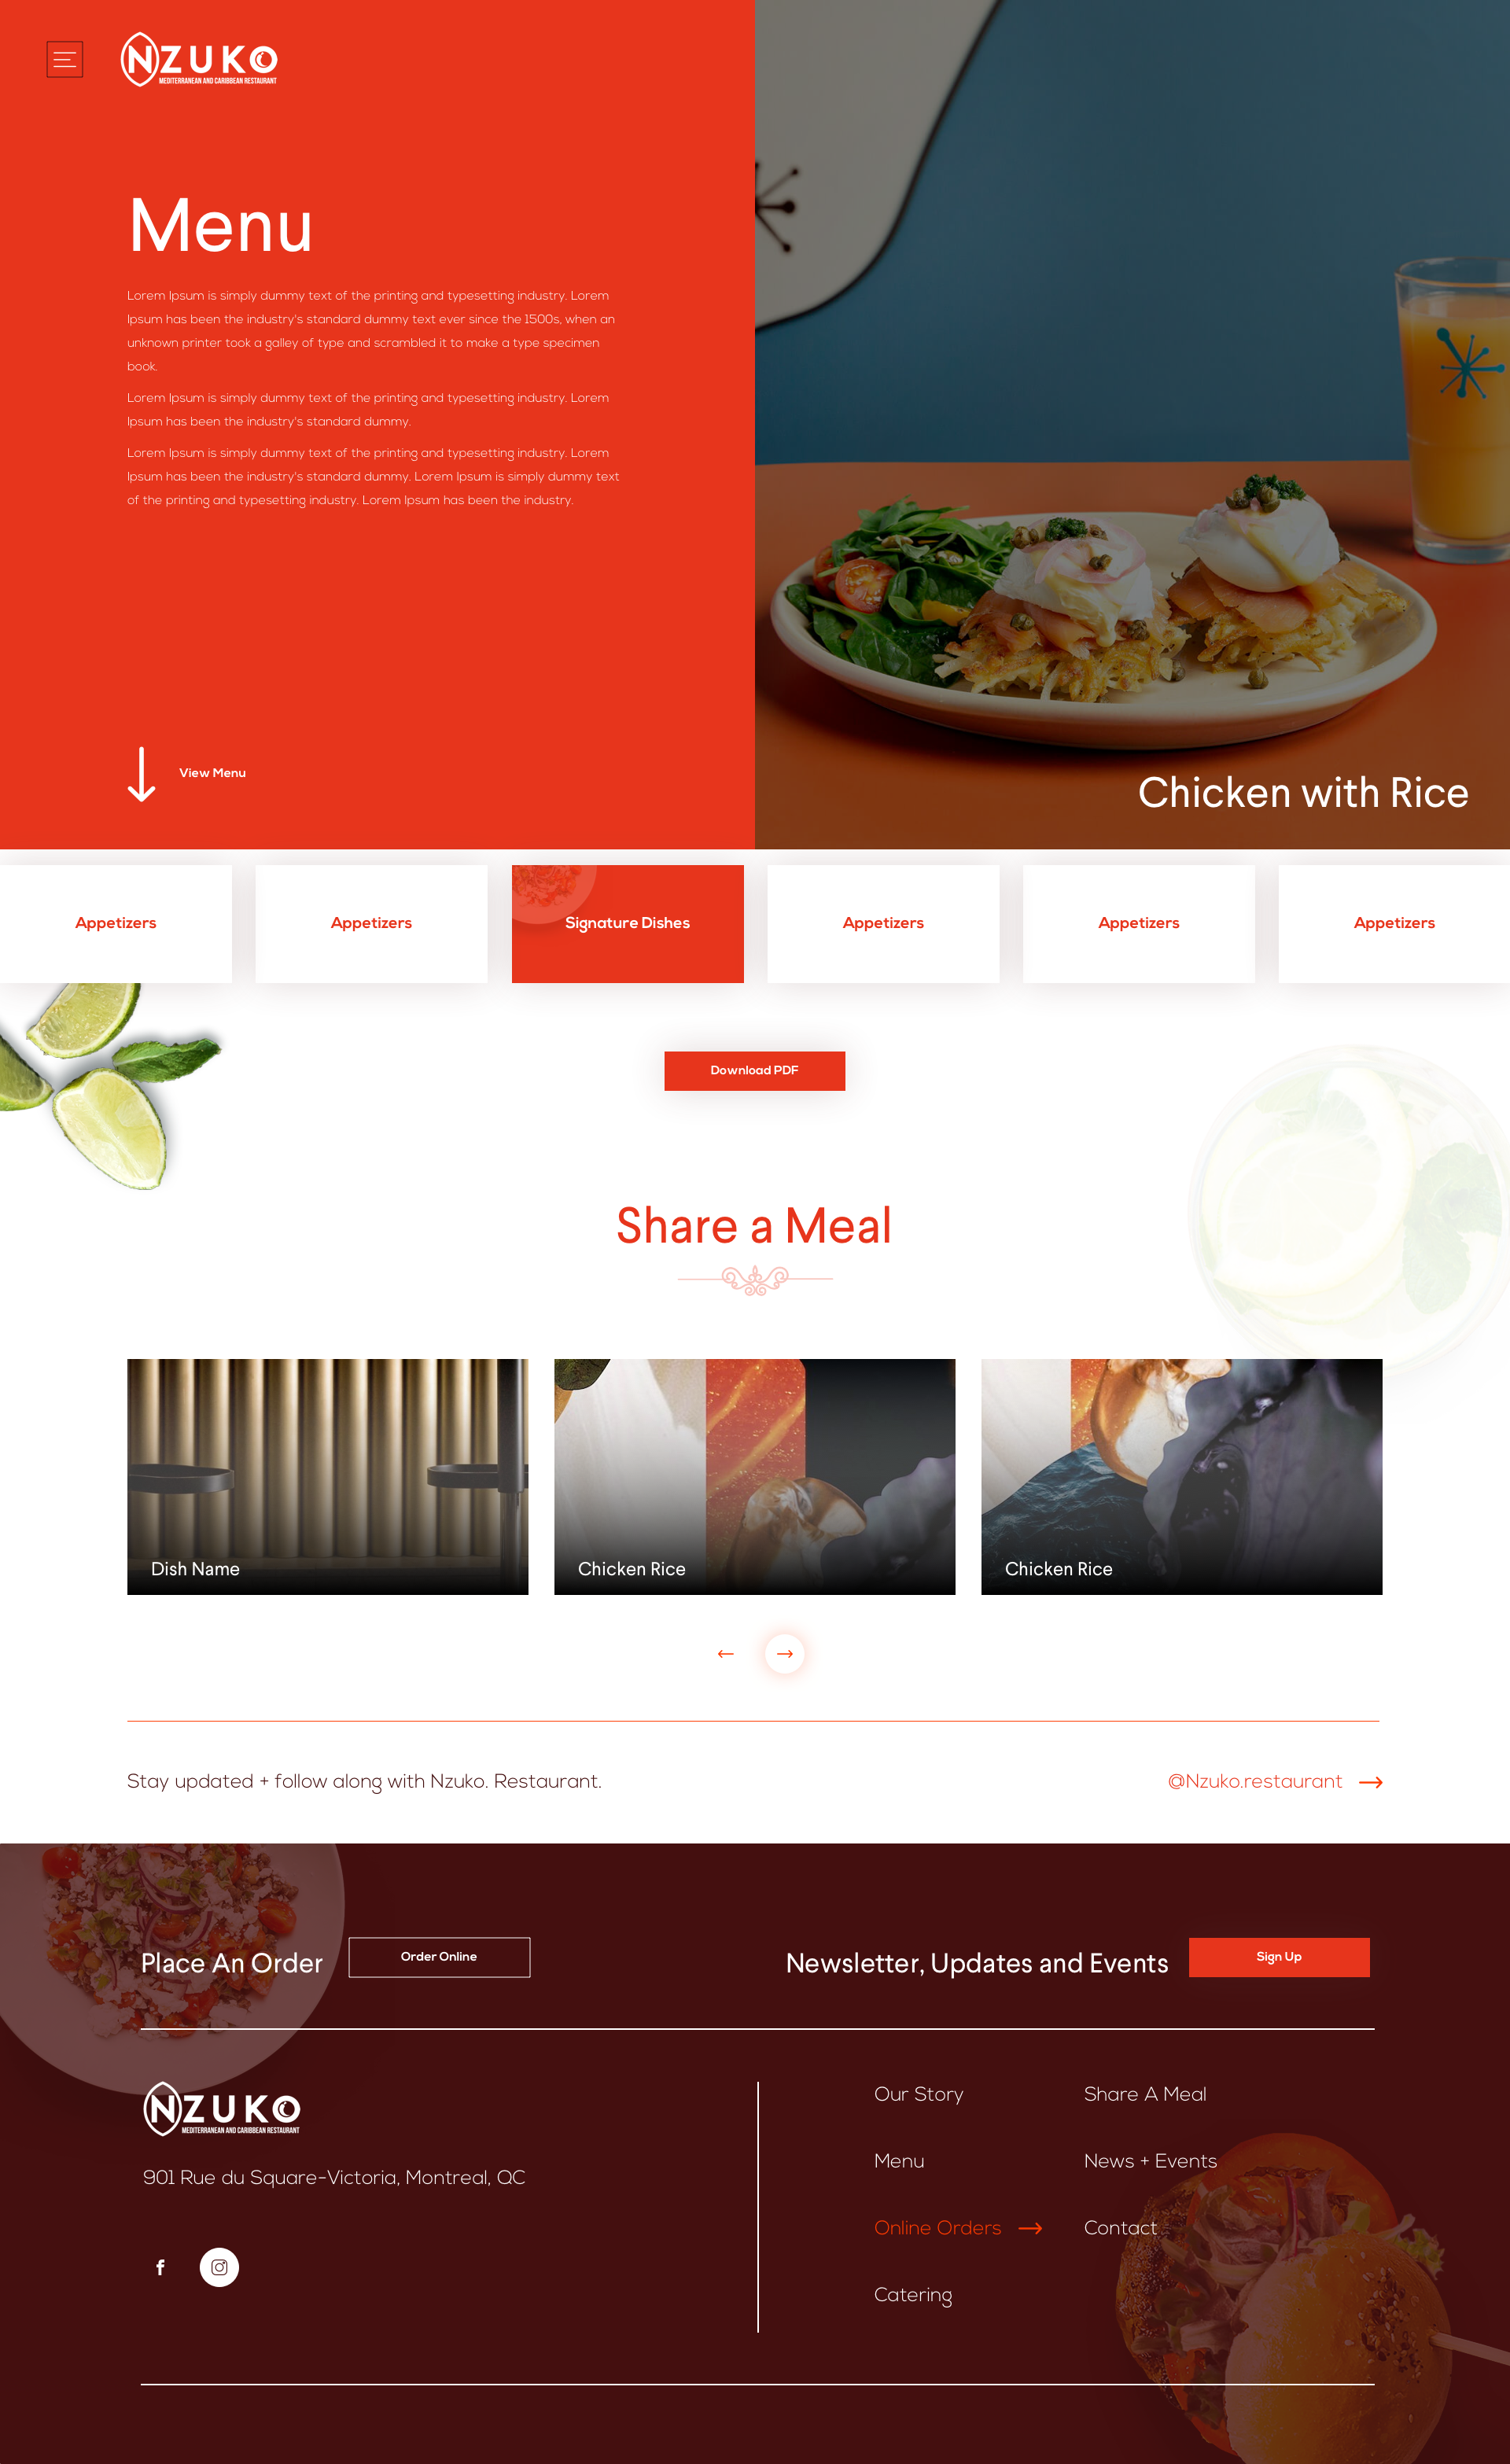 NZUKO
MEDITERRANEAN AND CARIBBEAN RESTAURANT
Menu
Lorem Ipsum is simply dummy text of the printing and typesetting industry. Lorem
Ipsum has been the industry's standard dummy text ever since the 1500s, when an
unknown printer took a galley of type and scrambled it to make a type specimen
book.
Lorem Ipsum is simply dummy text of the printing and typesetting industry. Lorem
Ipsum has been the industry's standard dummy.
Lorem Ipsum is simply dummy text of the printing and typesetting industry. Lorem
Ipsum has been the industry's standard dummy. Lorem Ipsum is simply dummy text
of the printing and typesetting industry. Lorem Ipsum has been the industry.
View Menu
Chicken with Rice
Appetizers
Appetizers
Signature Dishes
Appetizers
Appetizers
Appetizers
Download PDF
Share a Meal
Dish Name
Chicken Rice
Chicken Rice
Stay updated + follow along with Nzuko. Restaurant.
@Nzuko.restaurant
Place An Order
Order Online
Newsletter, Updates and Events
Sign Up
NZUKO
MEDITERRANEAN AND CARIBBEAN RESTAURANT
901 Rue du Square-Victoria, Montreal, QC
Our Story
Share A Meal
Menu
News + Events
Online Orders
Contact
Catering